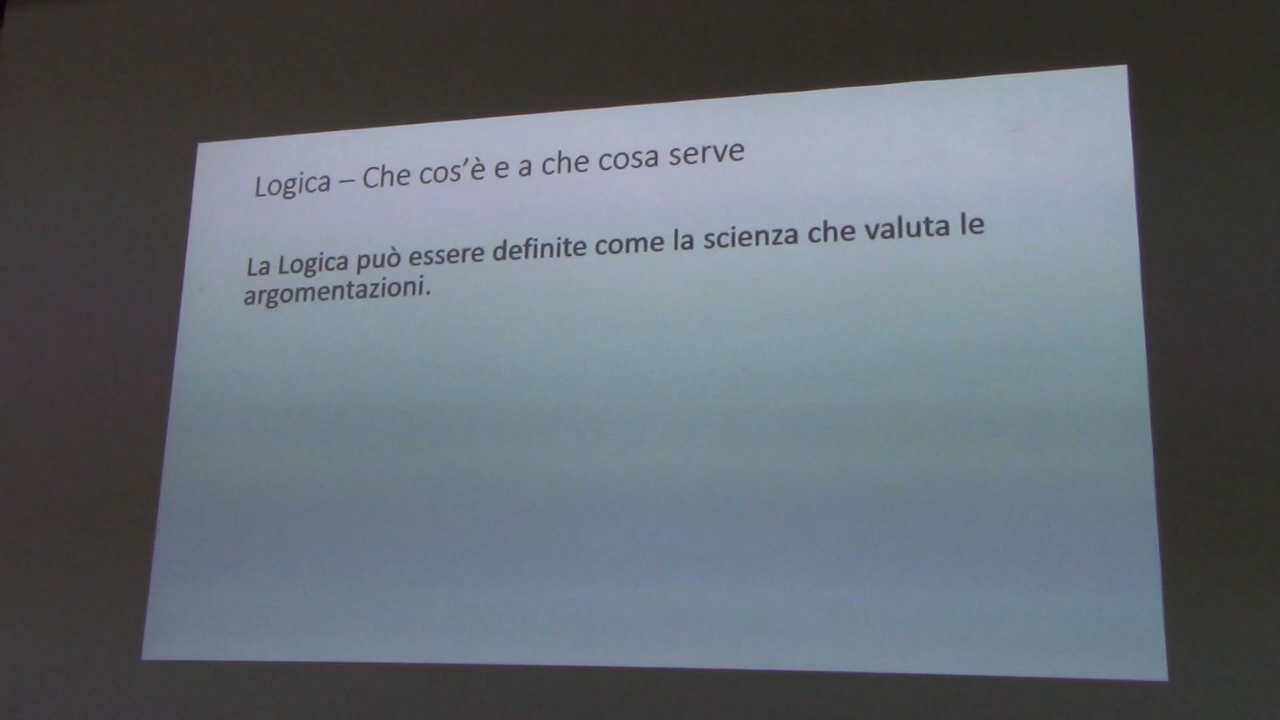 Logica – Che cos’è e a che cosa serve
La Logica può essere definite come la scienza che valuta le
argomentazioni.